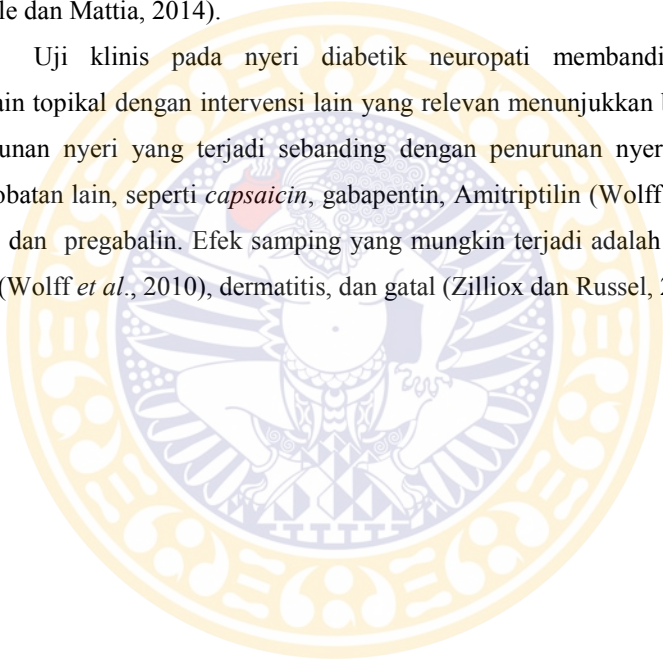 le dan Mattia, 2014).
Uji klinis pada nyeri diabetik neuropati membandi
ain topikal dengan intervensi lain yang relevan menunjukkan b
unan nyeri yang terjadi sebanding dengan penurunan nyer
obatan lain, seperti capsaicin, gabapentin, Amitriptilin (Wolff
dan pregabalin. Efek samping yang mungkin terjadi adalah
(Wolff et al., 2010), dermatitis, dan gatal (Zilliox dan Russel, 2